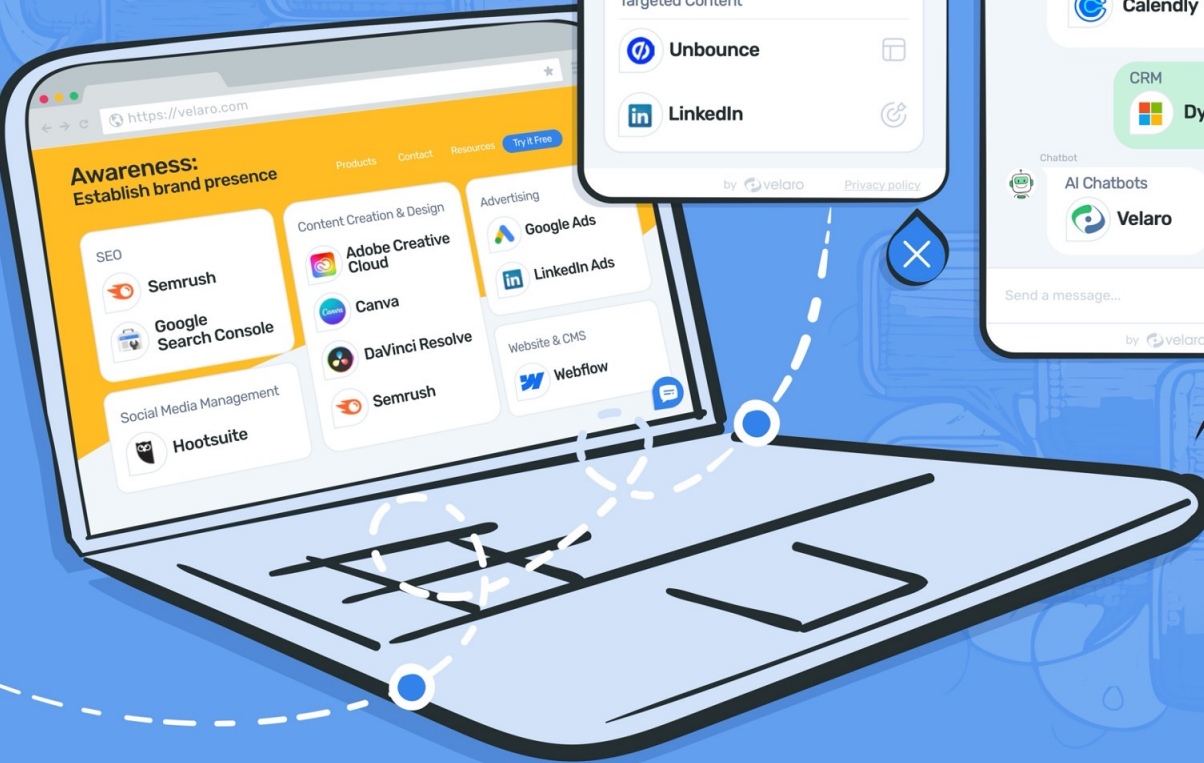 https://velaro.com
Awareness:
Establish brand presence
Products
Contact
Resources
Try it Free
SEO
Semrush
Google
Search Console
Social Media Management
Hootsuite
Content Creation & Design
Adobe Creative
Cloud
Canva
Canva
DaVinci Resolve
Semrush
Advertising
Google Ads
in
LinkedIn Ads
Website & CMS
Webflow
Targeted Content
Unbounce
in
LinkedIn
by velaro
Privacy policy
Calendly
CRM
Dy
Chatbot
AI Chatbots
Velaro
Send a message...
by velaro